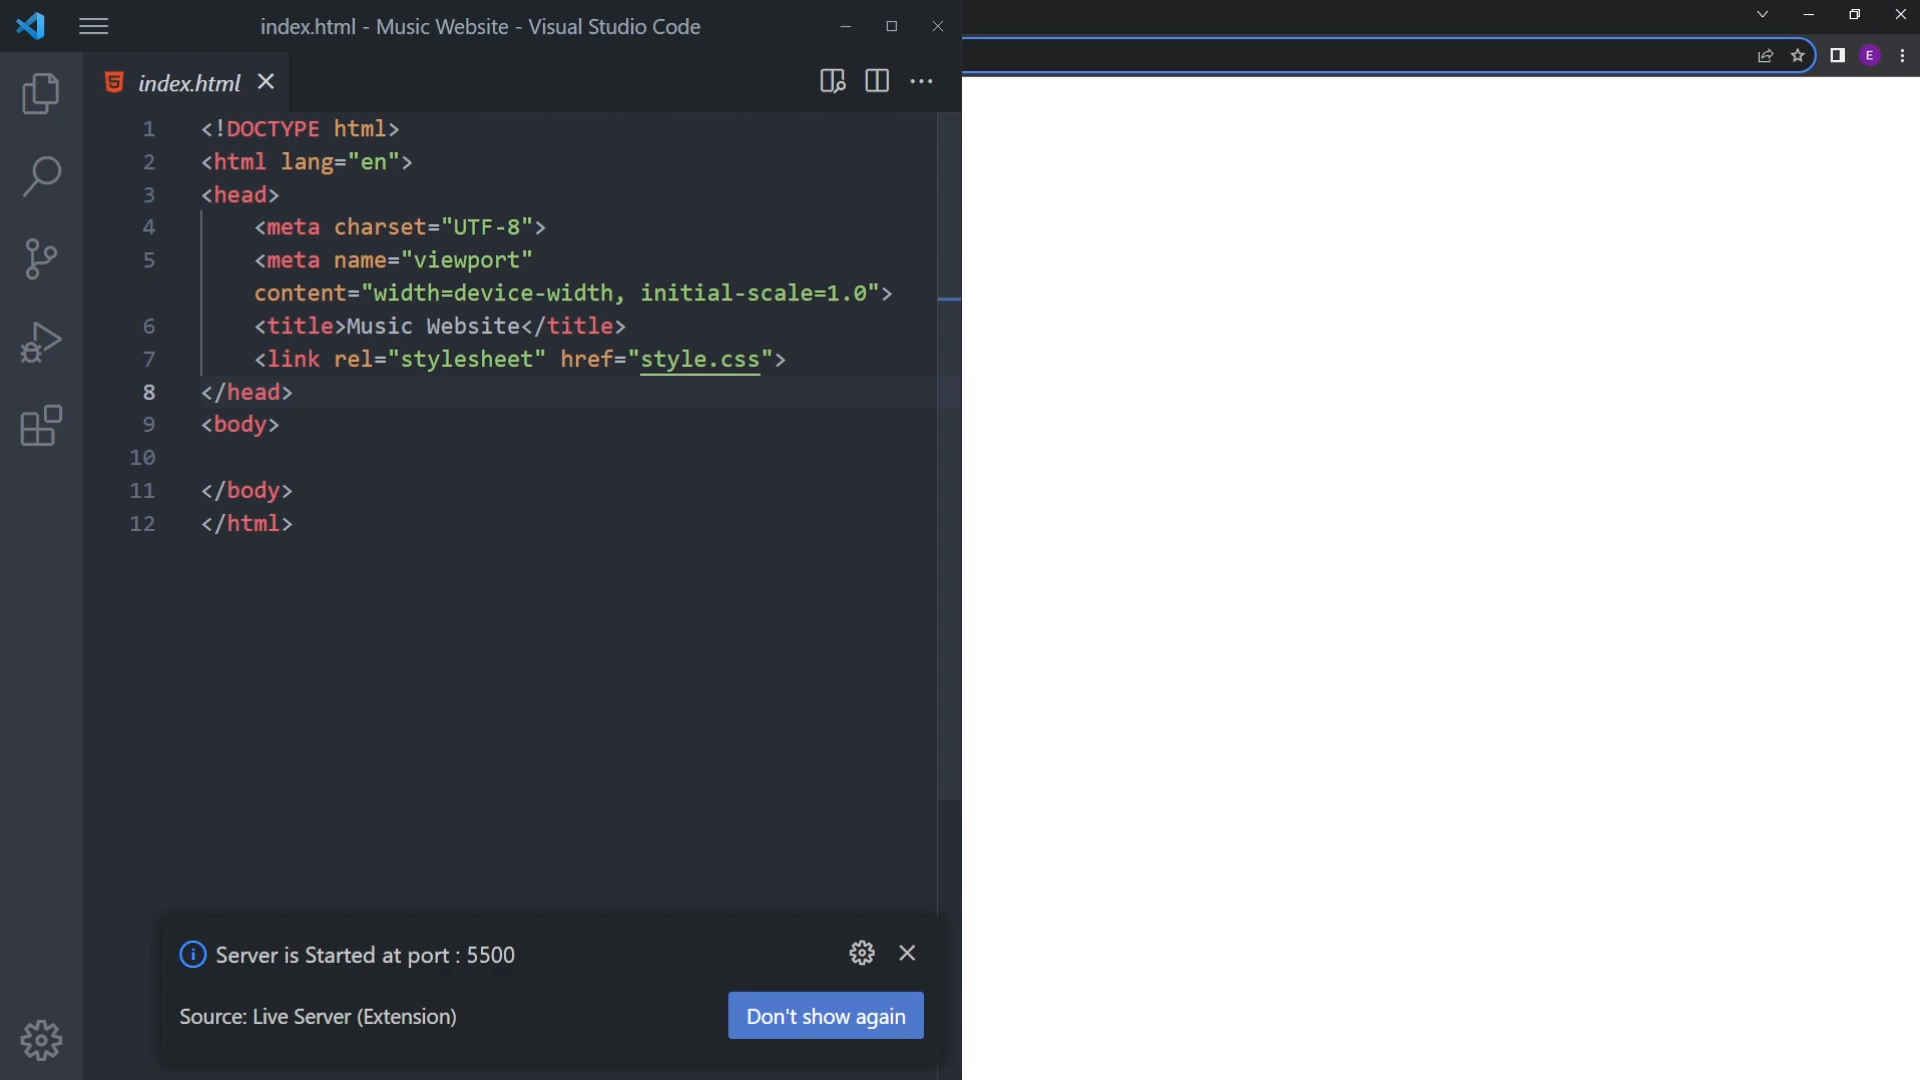 index.html - Music Website - Visual Studio Code
index.html
1 <!DOCTYPE html>
2 <html lang="en">
3 <head>
4 <meta charset="UTF-8">
5 <meta name="viewport"
content="width=device-width, initial-scale=1.0">
6 <title>Music Website</title>
7 <link rel="stylesheet" href="style.css">
8 </head>
9 <body>
10
11 </body>
12 </html>
Server is Started at port : 5500
Source: Live Server (Extension)
Don't show again
E